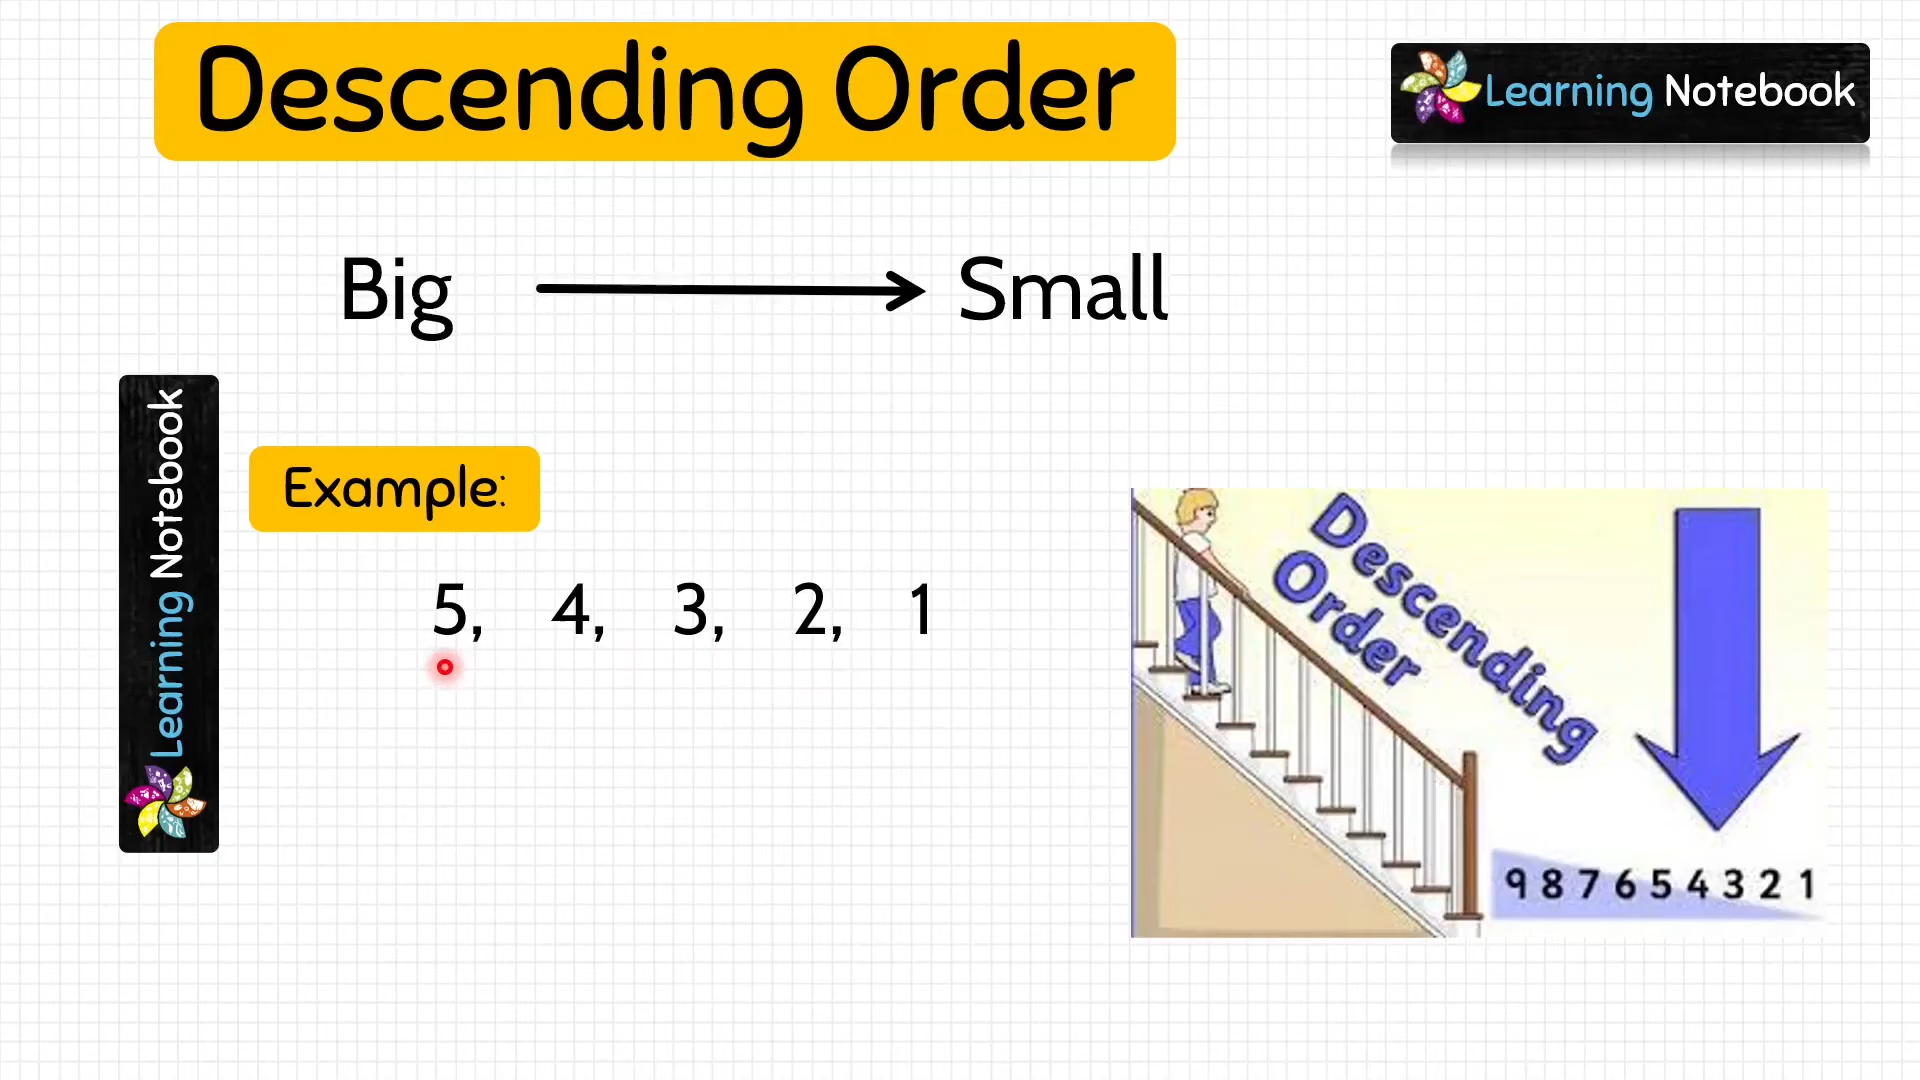 Descending Order
Learning Notebook
Big
Small
Learning Notebook
Example:
5, 4, 3, 2, 1
Descending
Order
9 8 7 6 5 4 3 2 1